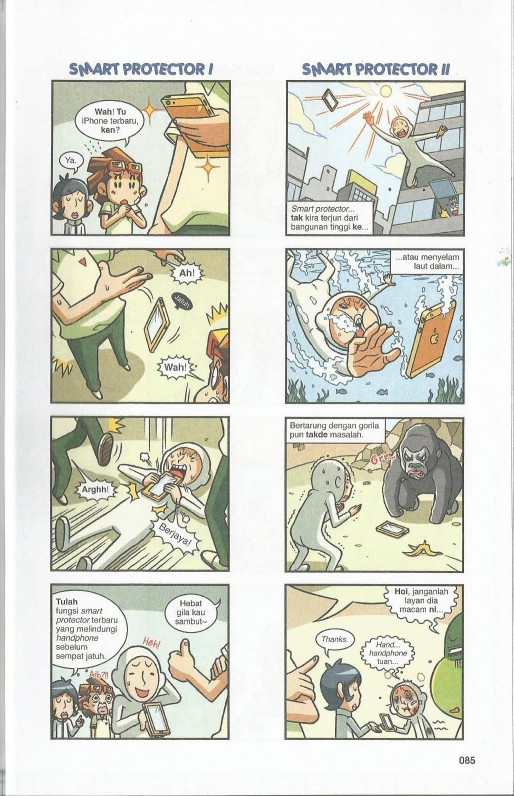 SMART PROTECTOR I
Wah! Tu
iPhone terbaru,
kan?
Ya.
Ah!
Jatuh
Wah!
Arghh!
Berjaya!
Tulah
fungsi smart
protector terbaru
yang melindungi
handphone
sebelum
sempat jatuh.
Hebat
gila kau
sambut~
Heh!
SMART PROTECTOR II
Smart protector...
tak kira terjun dari
bangunan tinggi ke...
...atau menyelam
laut dalam...
Bertarung dengan gorila
pun takde masalah.
Grr..
Hoi, janganlah
layan dia
macam ni...
Thanks.
Hand...
handphone
tuan...
085